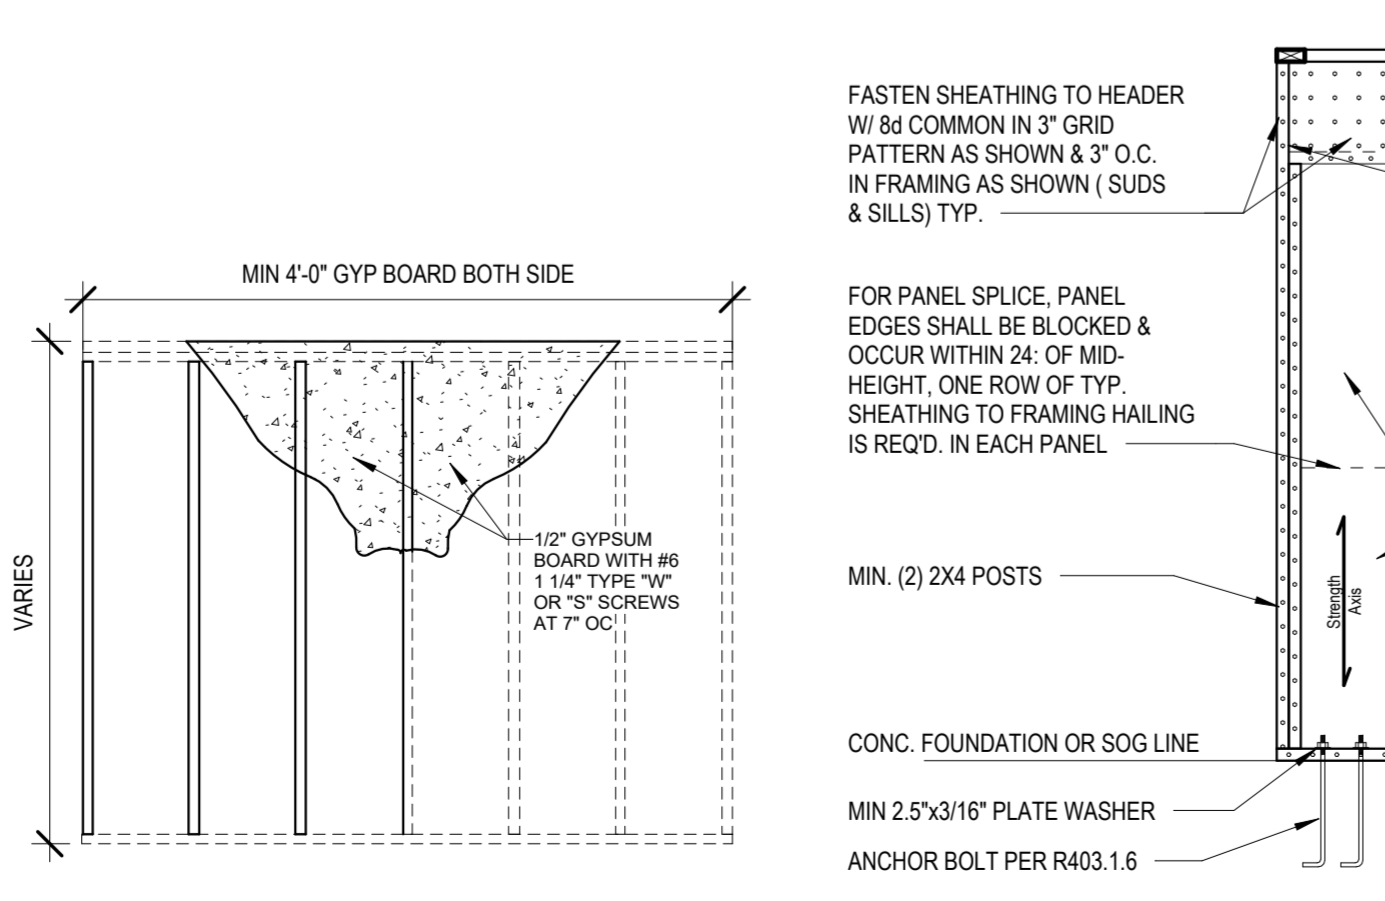 MIN 4'-0" GYP BOARD BOTH SIDE
VARIES
1/2" GYPSUM
BOARD WITH #6
1 1/4" TYPE "W"
OR "S" SCREWS
AT 7" OC
FASTEN SHEATHING TO HEADER
W/ 8d COMMON IN 3" GRID
PATTERN AS SHOWN & 3" O.C.
IN FRAMING AS SHOWN ( SUDS
& SILLS) TYP.
FOR PANEL SPLICE, PANEL
EDGES SHALL BE BLOCKED &
OCCUR WITHIN 24: OF MID-
HEIGHT, ONE ROW OF TYP.
SHEATHING TO FRAMING HAILING
IS REQ'D. IN EACH PANEL
MIN. (2) 2X4 POSTS
Strength
Axis
CONC. FOUNDATION OR SOG LINE
MIN 2.5"x3/16" PLATE WASHER
ANCHOR BOLT PER R403.1.6